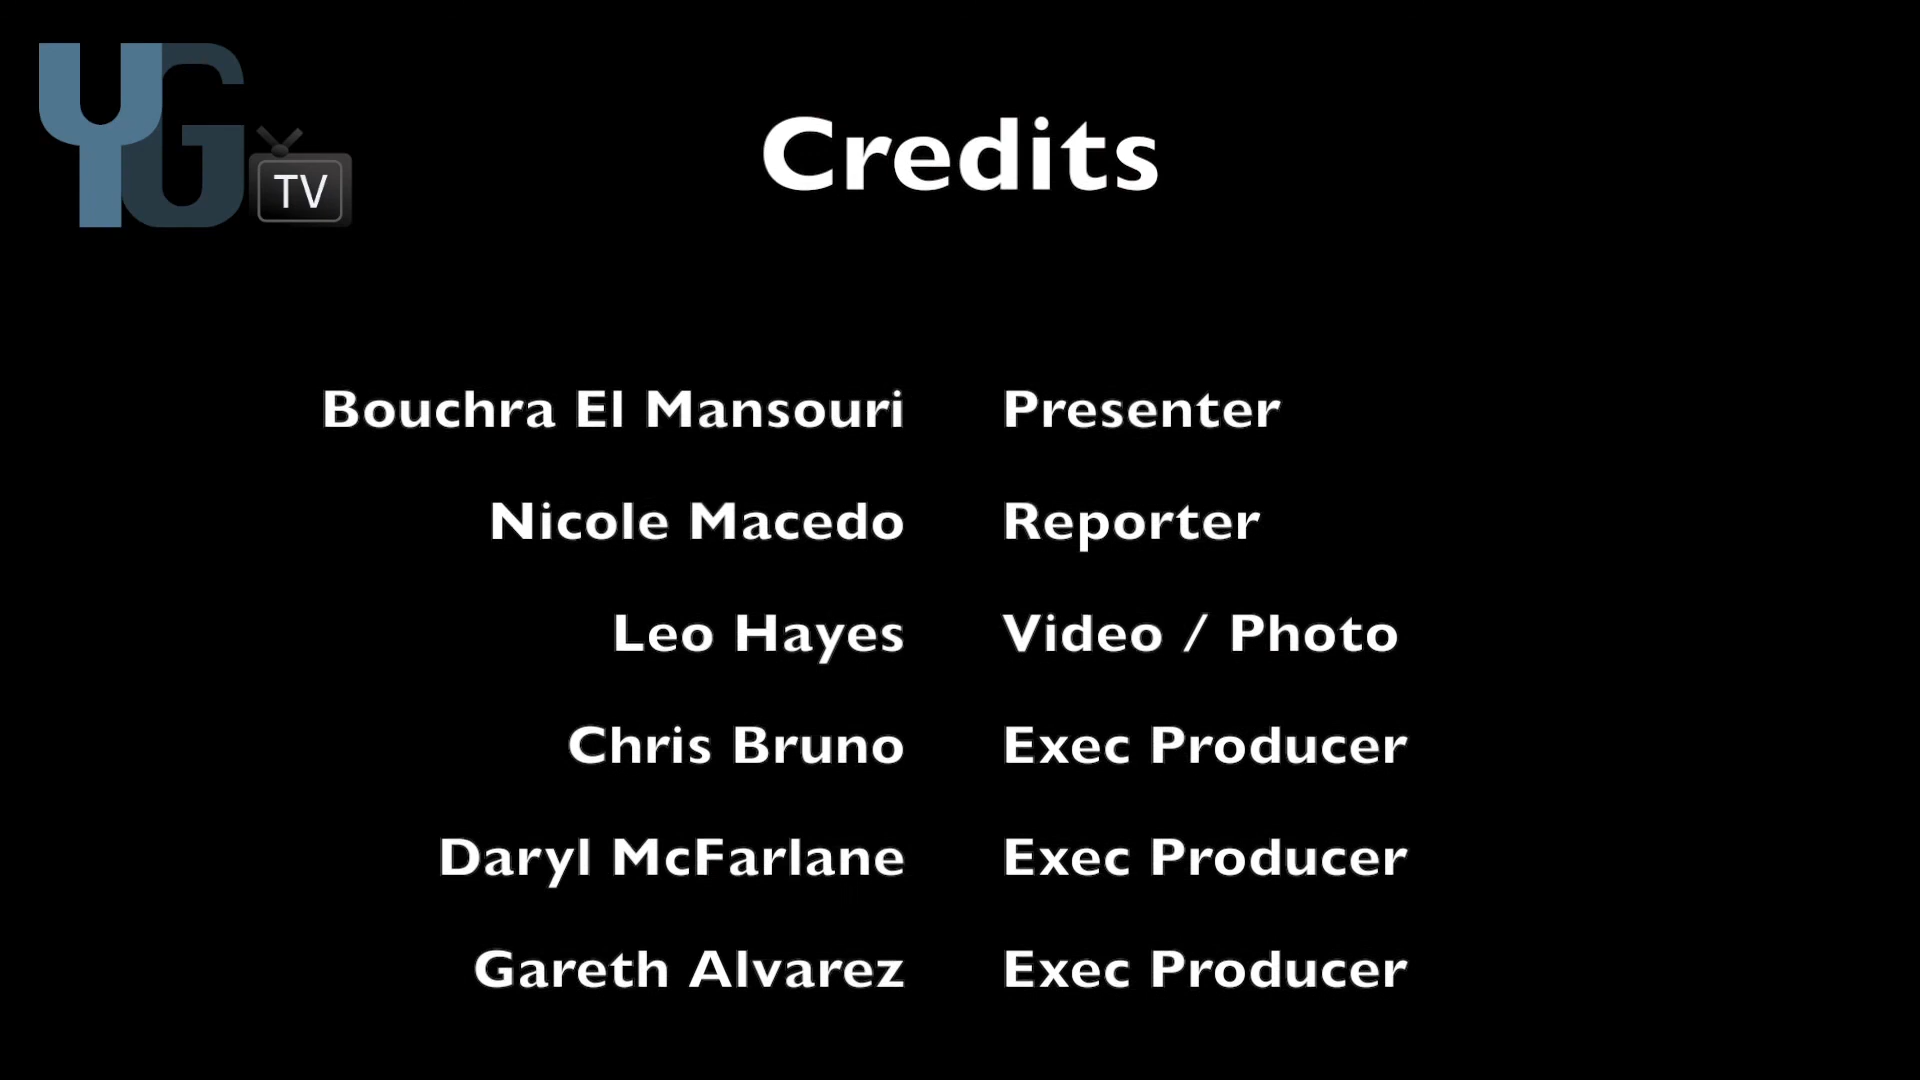 YG TV
Credits
Bouchra El Mansouri Presenter
Nicole Macedo Reporter
Leo Hayes Video / Photo
Chris Bruno Exec Producer
Daryl McFarlane Exec Producer
Gareth Alvarez Exec Producer